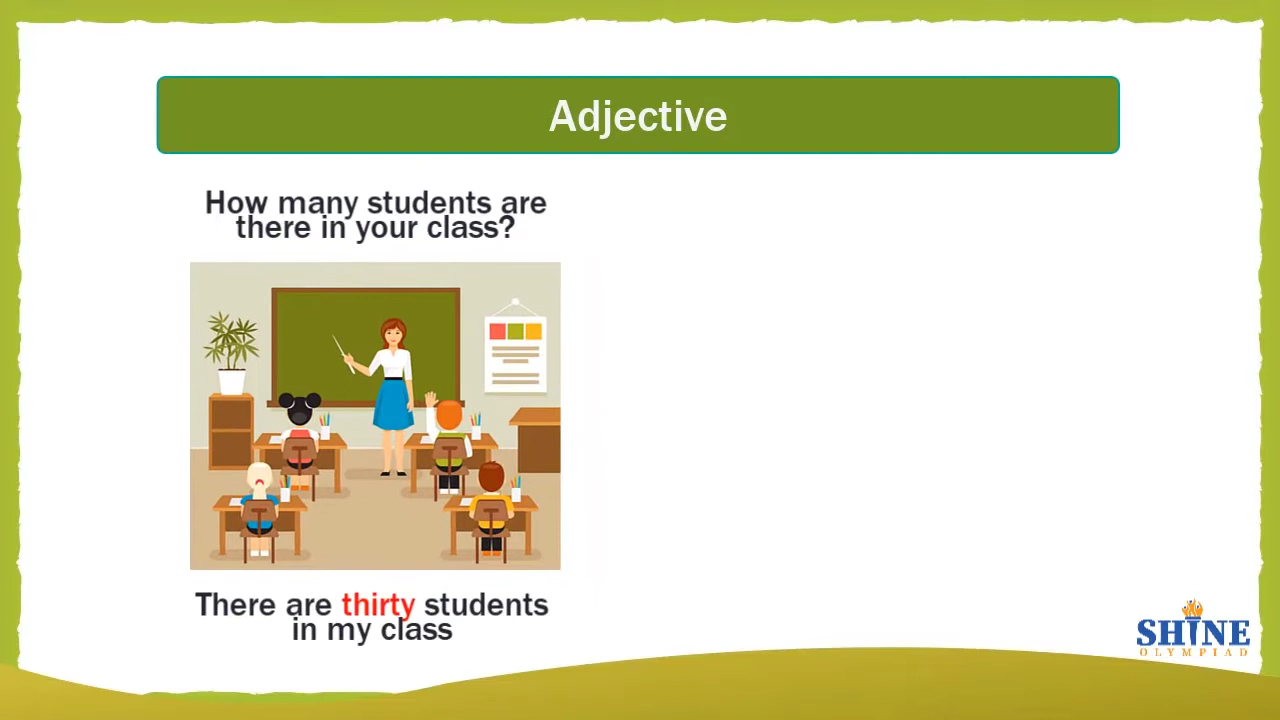 Adjective
How many students are
there in your class?
There are thirty students
in my class
SHINE
OLYMPIAD